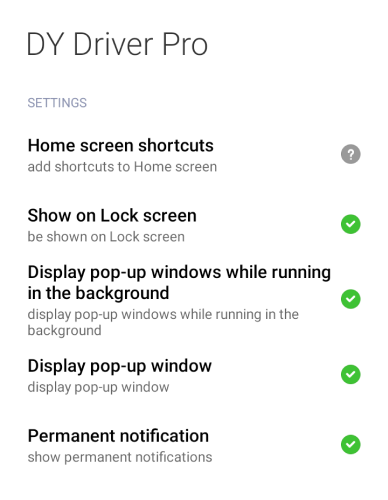 DY Driver Pro
SETTINGS
Home screen shortcuts
add shortcuts to Home screen
?
Show on Lock screen
be shown on Lock screen
Display pop-up windows while running
in the background
display pop-up windows while running in the
background
Display pop-up window
display pop-up window
Permanent notification
show permanent notifications